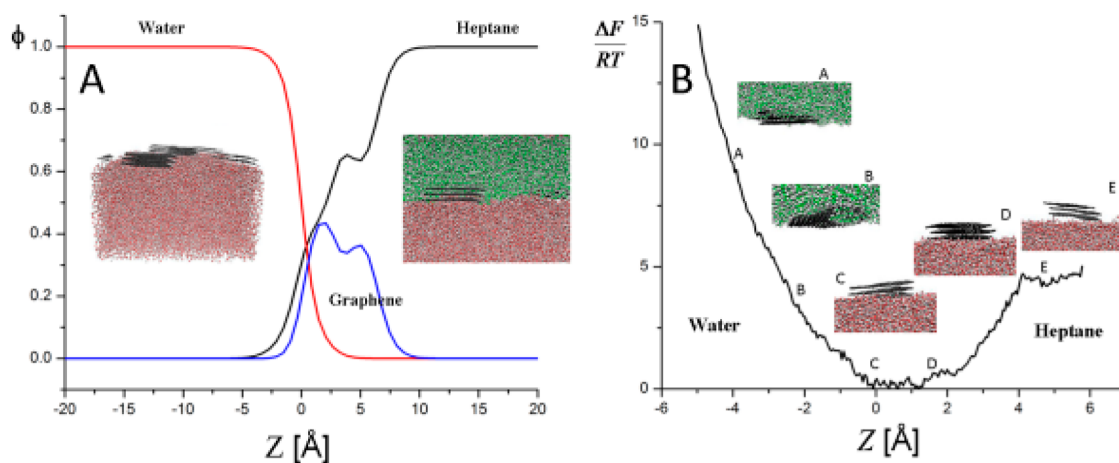 Water Heptane
ϕ
1.0
0.8
0.6
0.4
0.2
0.0
A
Graphene
-20 -15 -10 -5 0 5 10 15 20
Z [Å]
ΔF
RT
15
10
5
0
B
A
A
B
B
C
C
D
D
E
E
Water
Heptane
-6 -4 -2 0 2 4 6
Z [Å]